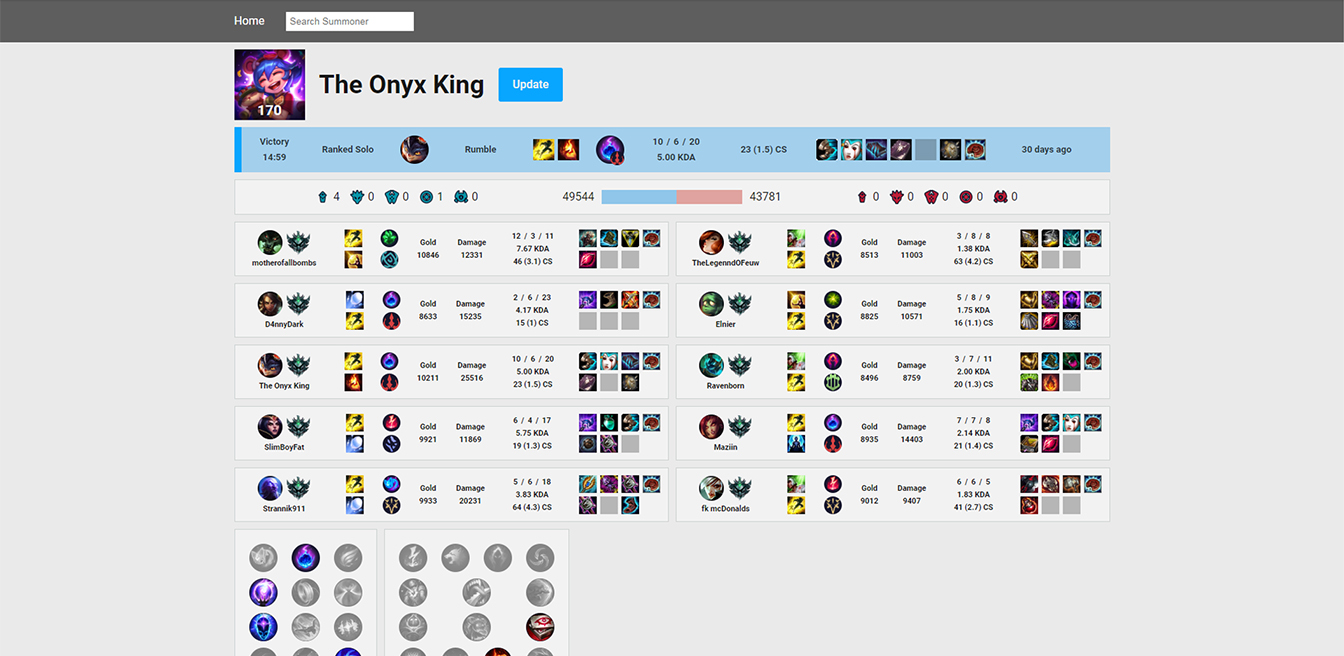 Home
Search Summoner
170
The Onyx King
Update
Victory
14:59
Ranked Solo
Rumble
10 / 6 / 20
5.00 KDA
23 (1.5) CS
30 days ago
4 0 0 1 0
49544
43781
0 0 0 0 0
motherofallbombs
Gold
10846
Damage
12331
12 / 3 / 11
7.67 KDA
46 (3.1) CS
TheLegenndOFeuw
Gold
8513
Damage
11003
3 / 8 / 8
1.38 KDA
63 (4.2) CS
D4nnyDark
Gold
8633
Damage
15235
2 / 6 / 23
4.17 KDA
15 (1) CS
Elnier
Gold
8825
Damage
10571
5 / 8 / 9
1.75 KDA
16 (1.1) CS
The Onyx King
Gold
10211
Damage
25516
10 / 6 / 20
5.00 KDA
23 (1.5) CS
Ravenborn
Gold
8496
Damage
8759
3 / 7 / 11
2.00 KDA
20 (1.3) CS
SlimBoyFat
Gold
9921
Damage
11869
6 / 4 / 17
5.75 KDA
19 (1.3) CS
Maziin
Gold
8935
Damage
14403
7 / 7 / 8
2.14 KDA
21 (1.4) CS
Strannik911
Gold
9933
Damage
20231
5 / 6 / 18
3.83 KDA
64 (4.3) CS
fk mcDonalds
Gold
9012
Damage
9407
6 / 6 / 5
1.83 KDA
41 (2.7) CS